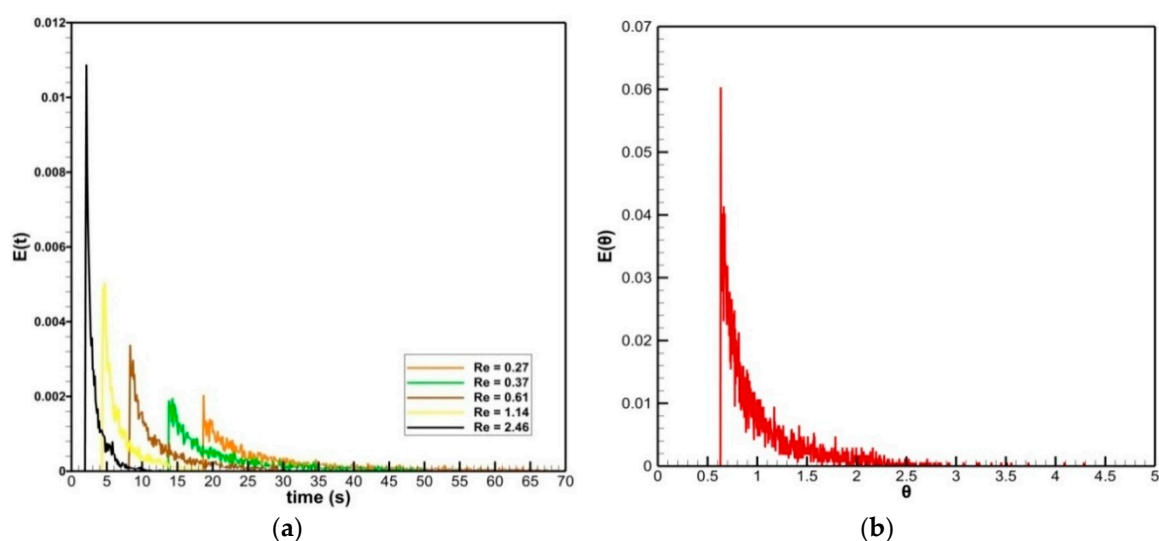 0.012
0.01
0.008
0.006
0.004
0.002
0
E(t)
0 5 10 15 20 25 30 35 40 45 50 55 60 65 70
time (s)
Re = 0.27
Re = 0.37
Re = 0.61
Re = 1.14
Re = 2.46
(a)
0.07
0.06
0.05
0.04
0.03
0.02
0.01
0
E(θ)
0 0.5 1 1.5 2 2.5 3 3.5 4 4.5 5
θ
(b)